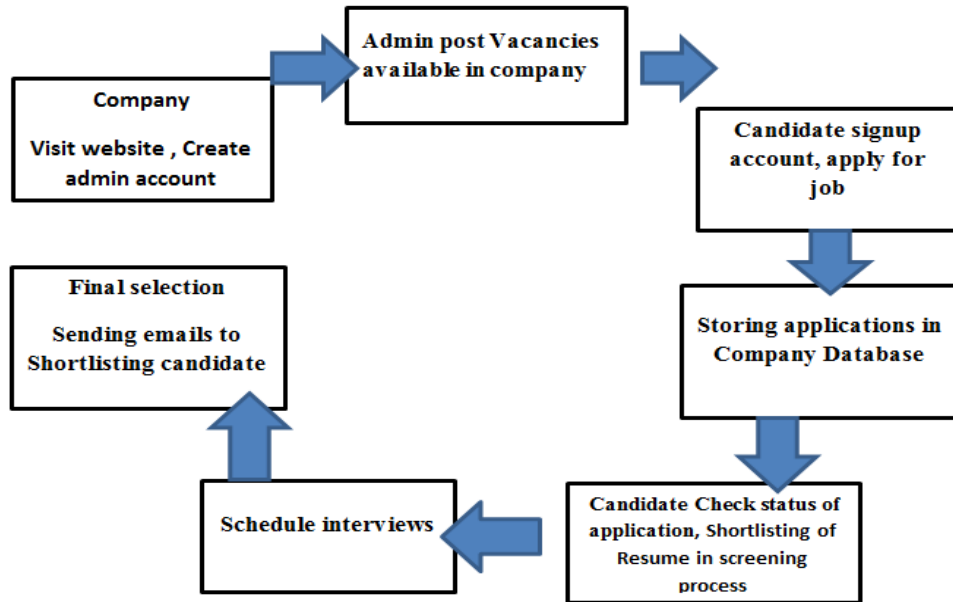 Company
Visit website , Create
admin account
Admin post Vacancies
available in company
Candidate signup
account, apply for
job
Storing applications in
Company Database
Candidate Check status of
application, Shortlisting of
Resume in screening
process
Schedule interviews
Final selection
Sending emails to
Shortlisting candidate